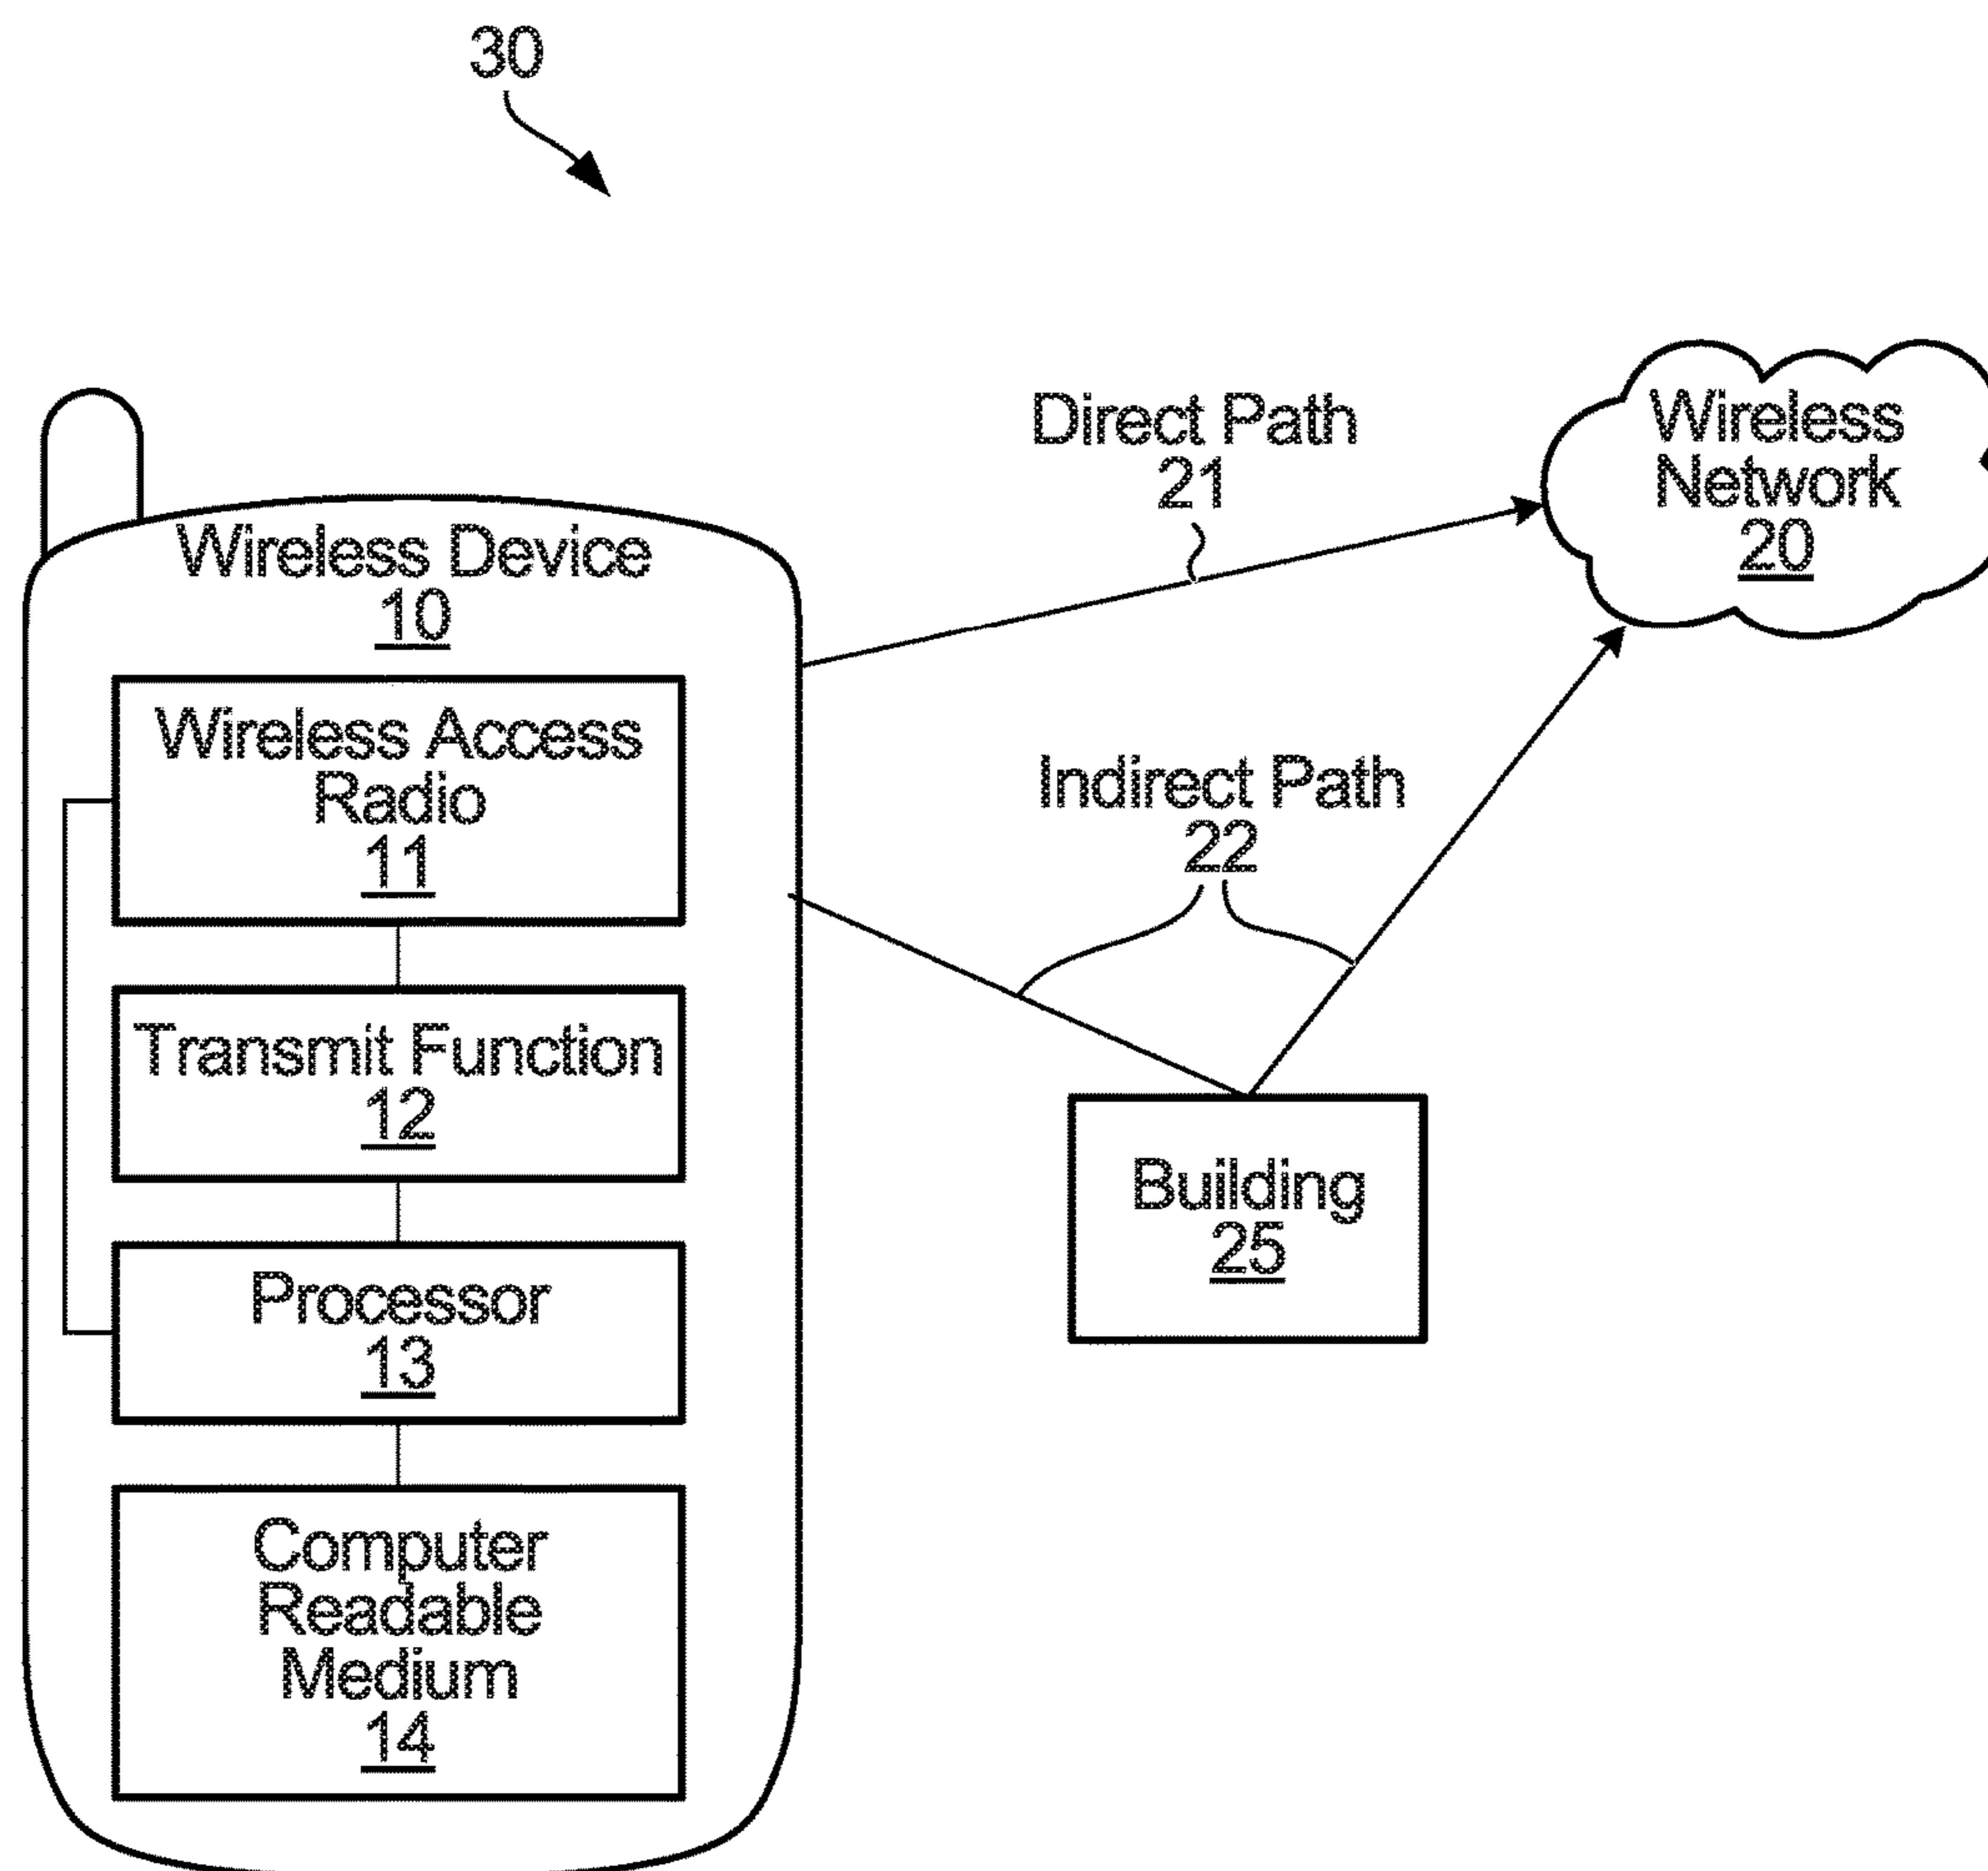 30
Direct Path
21
Wireless
Network
20
Wireless Device
10
Wireless Access
Radio
11
Indirect Path
22
Transmit Function
12
Building
25
Processor
13
Computer
Readable
Medium
14